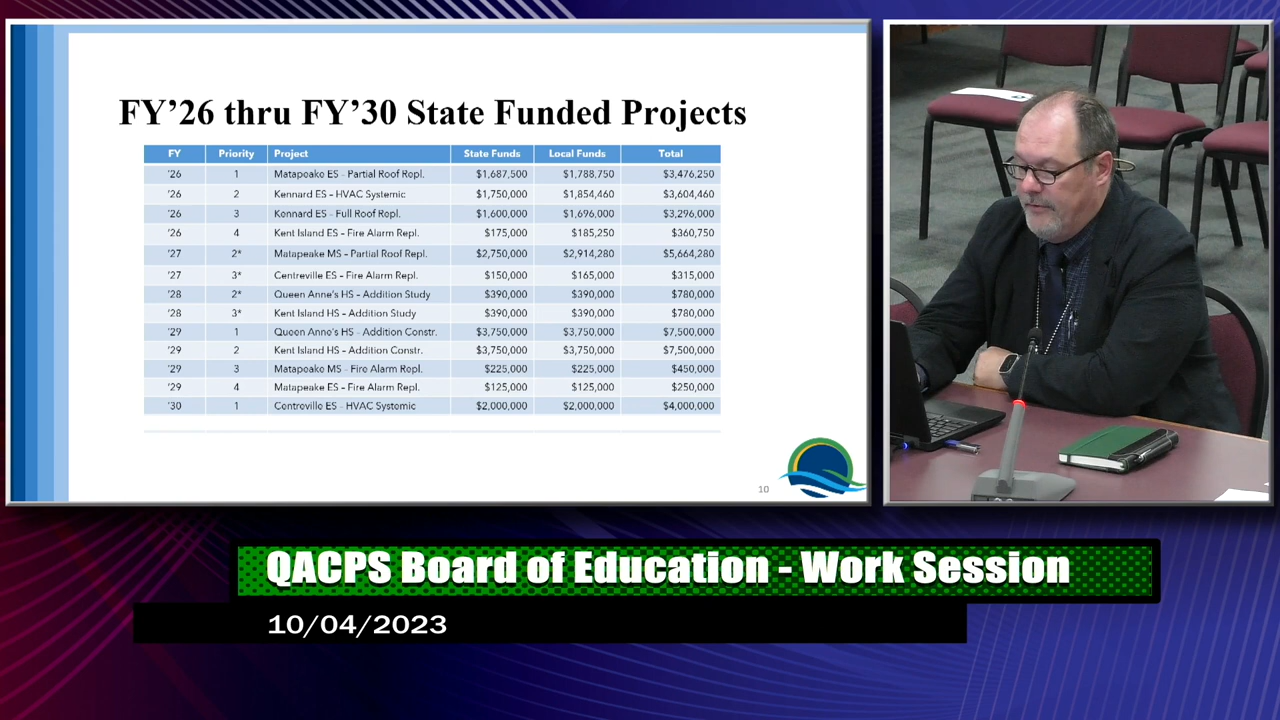 FY'26 thru FY'30 State Funded Projects
FY Priority Project State Funds Local Funds Total
'26 1 Matapeake ES - Partial Roof Repl. $1,687,500 $1,788,750 $3,476,250
'26 2 Kennard ES – HVAC Systemic $1,750,000 $1,854,460 $3,604,460
'26 3 Kennard ES - Full Roof Repl. $1,600,000 $1,696,000 $3,296,000
'26 4 Kent Island ES - Fire Alarm Repl. $175,000 $185,250 $360,750
'27 2* Matapeake MS - Partial Roof Repl. $2,750,000 $2,914,280 $5,664,280
'27 3* Centreville ES - Fire Alarm Repl. $150,000 $165,000 $315,000
'28 2* Queen Anne's HS - Addition Study $390,000 $390,000 $780,000
'28 3* Kent Island HS – Addition Study $390,000 $390,000 $780,000
'29 1 Queen Anne's HS - Addition Constr. $3,750,000 $3,750,000 $7,500,000
'29 2 Kent Island HS – Addition Constr. $3,750,000 $3,750,000 $7,500,000
'29 3 Matapeake MS – Fire Alarm Repl. $225,000 $225,000 $450,000
'29 4 Matapeake ES – Fire Alarm Repl. $125,000 $125,000 $250,000
'30 1 Centreville ES – HVAC Systemic $2,000,000 $2,000,000 $4,000,000
10
QACPS Board of Education - Work Session
10/04/2023